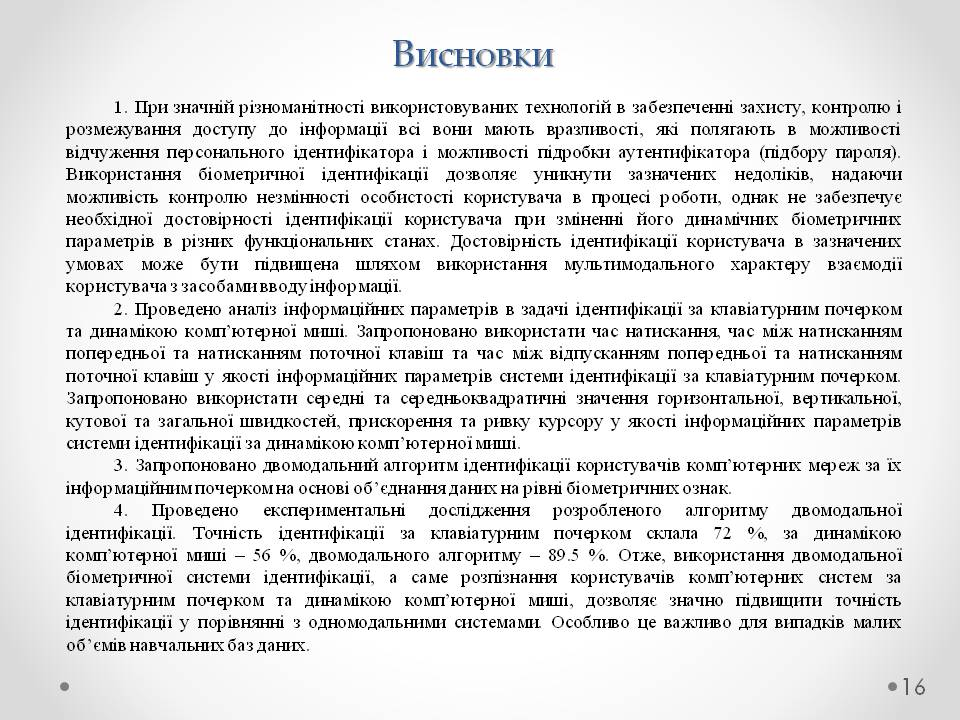 Висновки
1. При значній різноманітності використовуваних технологій в забезпеченні захисту, контролю і
розмежування доступу до інформації всі вони мають вразливості, які полягають в можливості
відчуження персонального ідентифікатора і можливості підробки аутентифікатора (підбору пароля).
Використання біометричної ідентифікації дозволяє уникнути зазначених недоліків, надаючи
можливість контролю незмінності особистості користувача в процесі роботи, однак не забезпечує
необхідної достовірності ідентифікації користувача при зміненні його динамічних біометричних
параметрів в різних функціональних станах. Достовірність ідентифікації користувача в зазначених
умовах може бути підвищена шляхом використання мультимодального характеру взаємодії
користувача з засобами вводу інформації.
2. Проведено аналіз інформаційних параметрів в задачі ідентифікації за клавіатурним почерком
та динамікою комп’ютерної миші. Запропоновано використати час натискання, час між натисканням
попередньої та натисканням поточної клавіш та час між відпусканням попередньої та натисканням
поточної клавіш у якості інформаційних параметрів системи ідентифікації за клавіатурним почерком.
Запропоновано використати середні та середньоквадратичні значення горизонтальної, вертикальної,
кутової та загальної швидкостей, прискорення та ривку курсору у якості інформаційних параметрів
системи ідентифікації за динамікою комп’ютерної миші.
3. Запропоновано двомодальний алгоритм ідентифікації користувачів комп’ютерних мереж за їх
інформаційним почерком на основі об’єднання даних на рівні біометричних ознак.
4. Проведено експериментальні дослідження розробленого алгоритму двомодальної
ідентифікації. Точність ідентифікації за клавіатурним почерком склала 72 %, за динамікою
комп’ютерної миші – 56 %, двомодального алгоритму – 89.5 %. Отже, використання двомодальної
біометричної системи ідентифікації, а саме розпізнання користувачів комп’ютерних систем за
клавіатурним почерком та динамікою комп’ютерної миші, дозволяє значно підвищити точність
ідентифікації у порівнянні з одномодальними системами. Особливо це важливо для випадків малих
об’ємів навчальних баз даних.
16